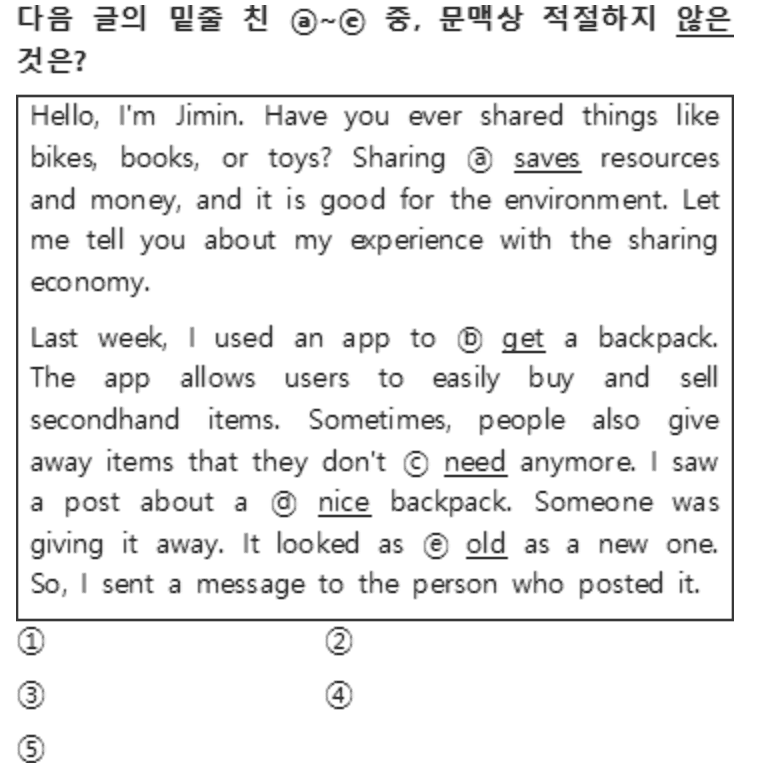 다음 글의 밑줄 친 ⓐ~ⓔ 중, 문맥상 적절하지 않은
것은?
Hello, I'm Jimin. Have you ever shared things like
bikes, books, or toys? Sharing ⓐ saves resources
and money, and it is good for the environment. Let
me tell you about my experience with the sharing
economy.
Last week, I used an app to ⓑ get a backpack.
The app allows users to easily buy and sell
secondhand items. Sometimes, people also give
away items that they don't ⓒ need anymore. I saw
a post about a ⓓ nice backpack. Someone was
giving it away. It looked as ⓔ old as a new one.
So, I sent a message to the person who posted it.
① ②
③ ④
⑤